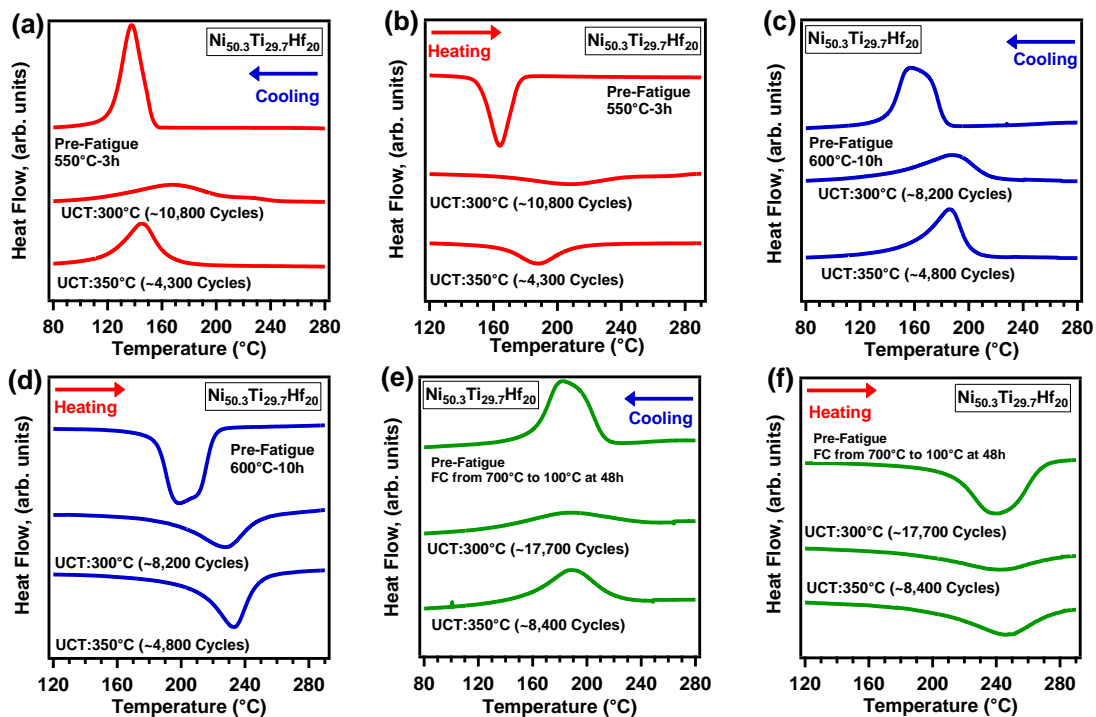 (a)
Ni50.3Ti29.7Hf20
Cooling
Pre-Fatigue
550°C-3h
UCT:300°C (~10,800 Cycles)
UCT:350°C (~4,300 Cycles)
Heat Flow, (arb. units)
80 120 160 200 240 280
Temperature (°C)
(b)
Heating
Ni50.3Ti29.7Hf20
Pre-Fatigue
550°C-3h
UCT:300°C (~10,800 Cycles)
UCT:350°C (~4,300 Cycles)
Heat Flow, (arb. units)
120 160 200 240 280
Temperature (°C)
(c)
Ni50.3Ti29.7Hf20
Cooling
Pre-Fatigue
600°C-10h
UCT:300°C (~8,200 Cycles)
UCT:350°C (~4,800 Cycles)
Heat Flow, (arb. units)
80 120 160 200 240 280
Temperature (°C)
(d)
Heating
Ni50.3Ti29.7Hf20
Pre-Fatigue
600°C-10h
UCT:300°C (~8,200 Cycles)
UCT:350°C (~4,800 Cycles)
Heat Flow, (arb. units)
120 160 200 240 280
Temperature (°C)
(e)
Ni50.3Ti29.7Hf20
Cooling
Pre-Fatigue
FC from 700°C to 100°C at 48h
UCT:300°C (~17,700 Cycles)
UCT:350°C (~8,400 Cycles)
Heat Flow, (arb. units)
80 120 160 200 240 280
Temperature (°C)
(f)
Heating
Ni50.3Ti29.7Hf20
Pre-Fatigue
FC from 700°C to 100°C at 48h
UCT:300°C (~17,700 Cycles)
UCT:350°C (~8,400 Cycles)
Heat Flow, (arb. units)
120 160 200 240 280
Temperature (°C)